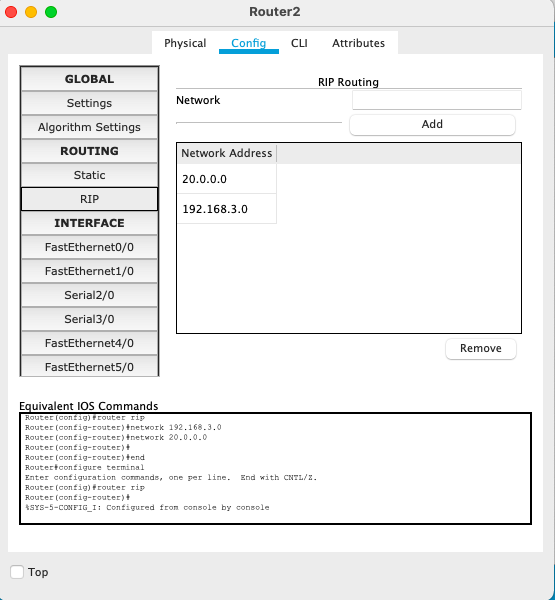 Router2
Physical Config CLI Attributes
GLOBAL
Settings
Algorithm Settings
ROUTING
Static
RIP
INTERFACE
FastEthernet0/0
FastEthernet1/0
Serial2/0
Serial3/0
FastEthernet4/0
FastEthernet5/0
RIP Routing
Network
Add
Network Address
20.0.0.0
192.168.3.0
Remove
Equivalent IOS Commands
Router(config)#router rip
Router(config-router)#network 192.168.3.0
Router(config-router)#network 20.0.0.0
Router(config-router)#
Router(config-router)#end
Router#configure terminal
Enter configuration commands, one per line.  End with CNTL/Z.
Router(config)#router rip
Router(config-router)#
%SYS-5-CONFIG_I: Configured from console by console
Top